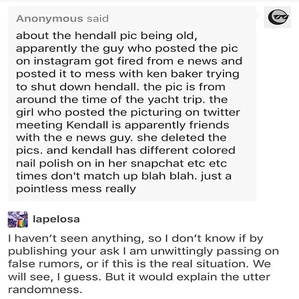 Anonymous said
about the hendall pic being old,
apparently the guy who posted the pic
on instagram got fired from e news and
posted it to mess with ken baker trying
to shut down hendall. the pic is from
around the time of the yacht trip. the
girl who posted the picturing on twitter
meeting Kendall is apparently friends
with the e news guy. she deleted the
pics. and kendall has different colored
nail polish on in her snapchat etc etc
times don't match up blah blah. just a
pointless mess really
lapelosa
I haven't seen anything, so I don't know if by
publishing your ask I am unwittingly passing on
false rumors, or if this is the real situation. We
will see, I guess. But it would explain the utter
randomness.